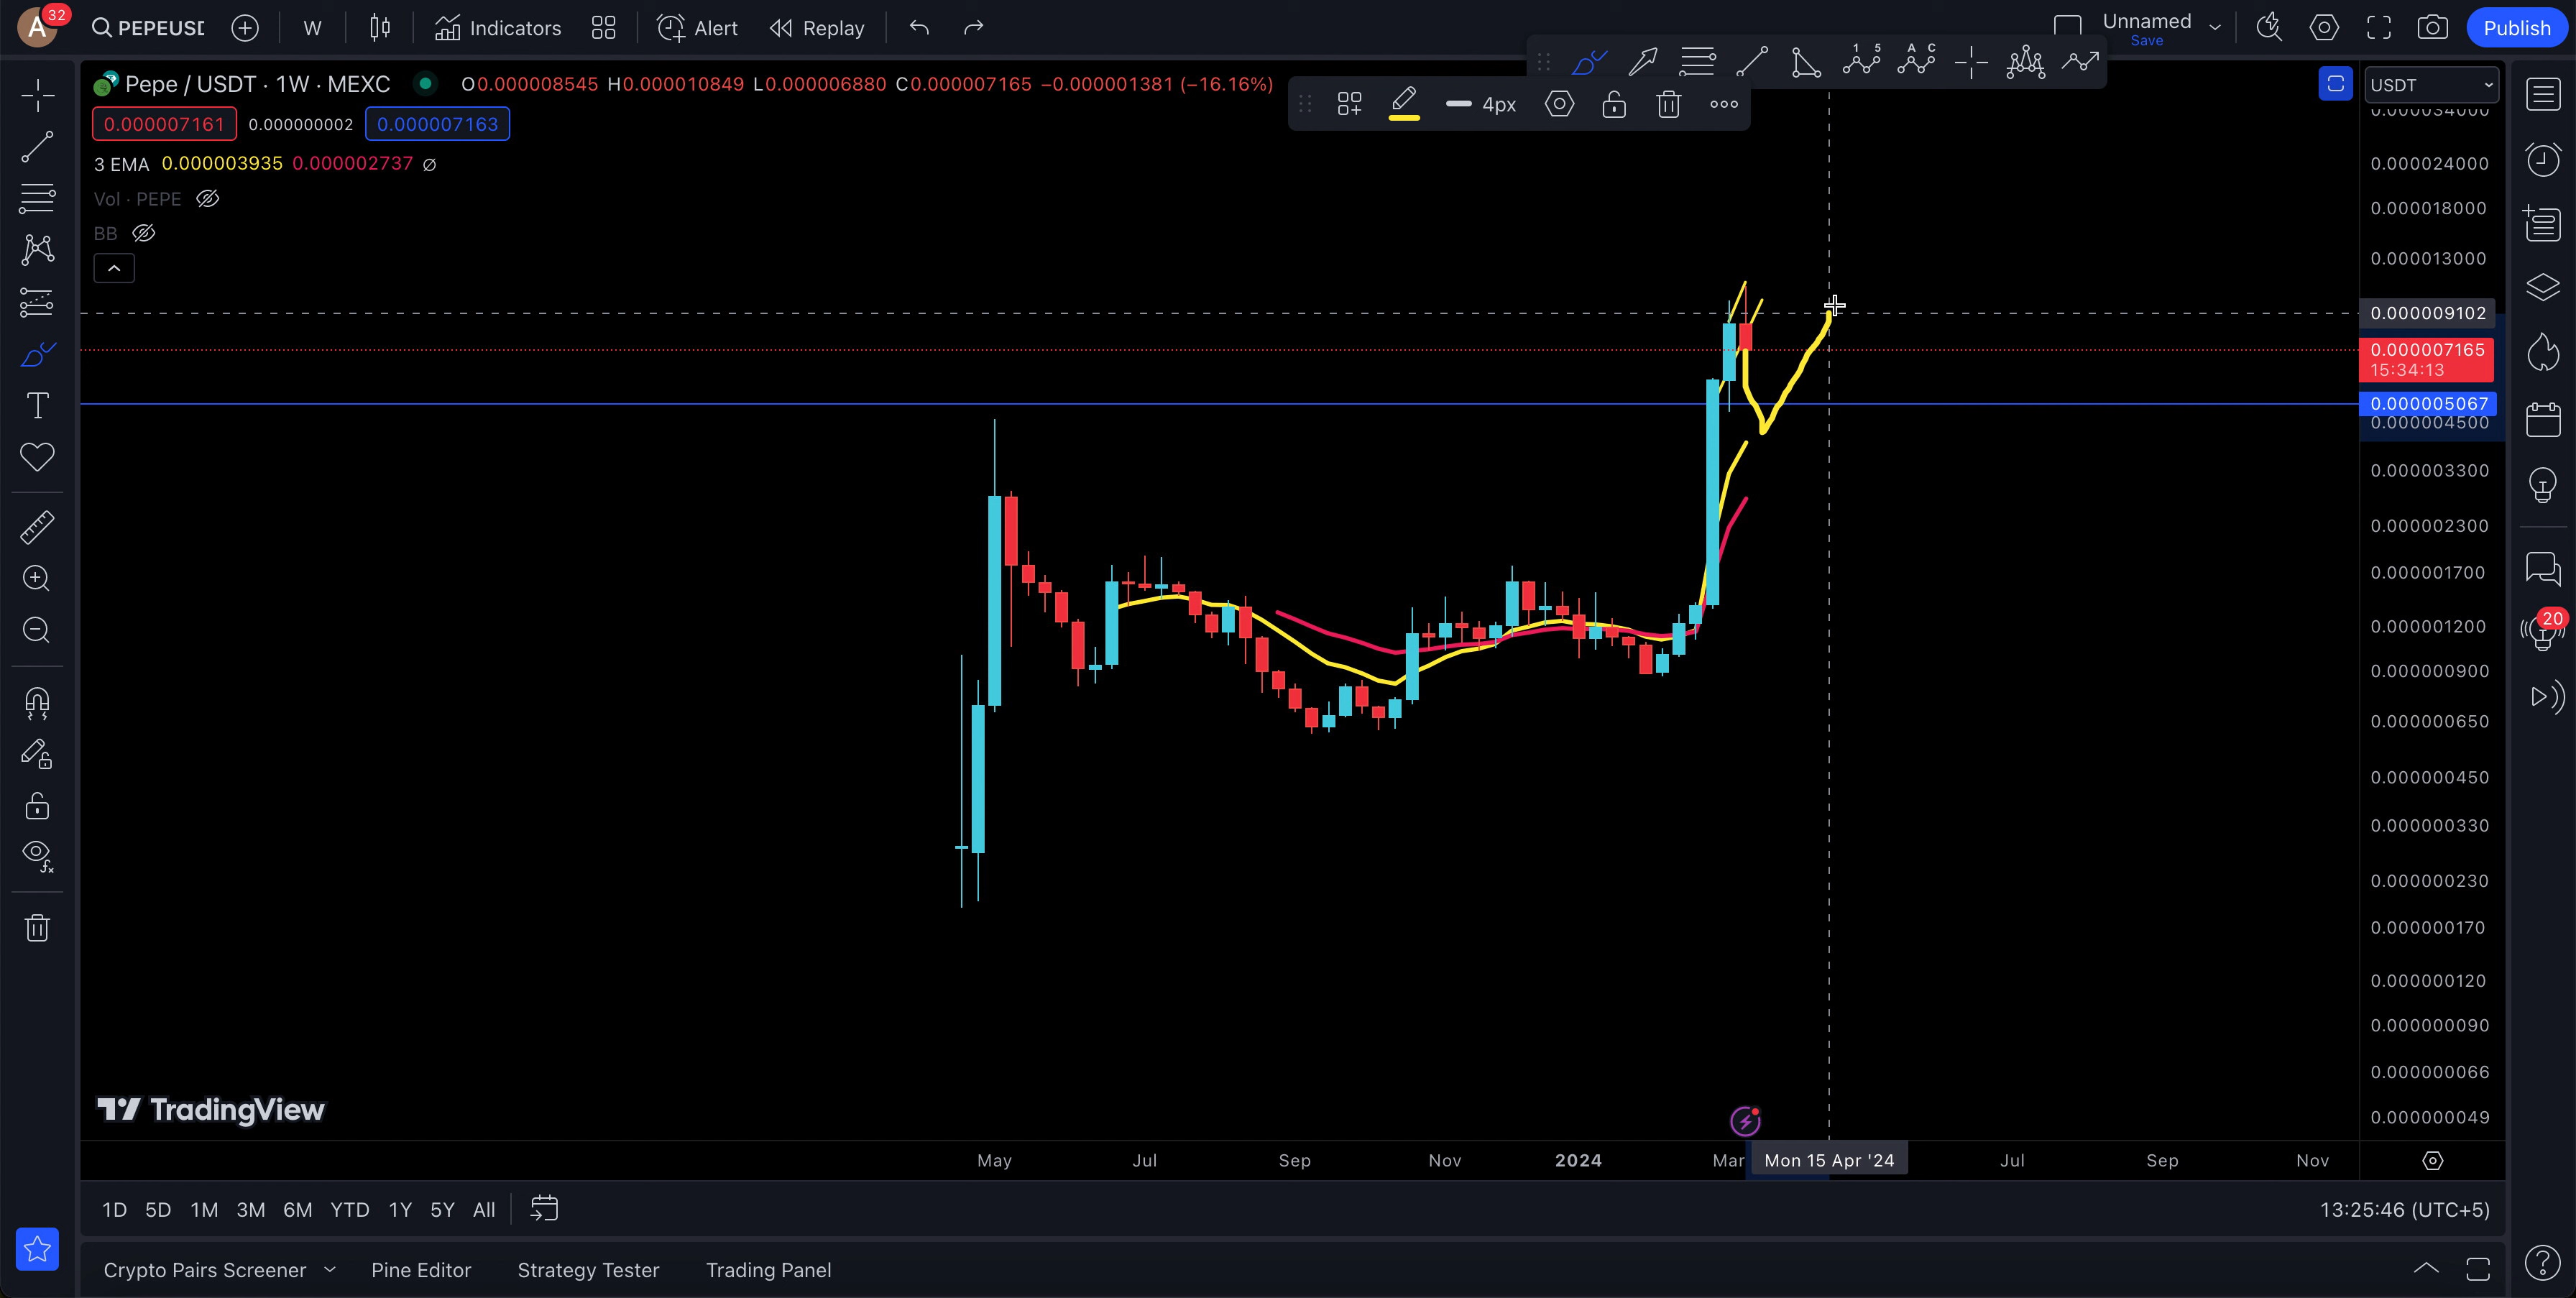 A 32 PEPEUSD W Indicators Alert Replay Unnamed Publish
Save
1 5 A C
Pepe / USDT · 1W · MEXC O0.000008545 H0.000010849 L0.000006880 C0.000007165 −0.000001381 (−16.16%) USDT
4px
0.000034000
0.000007161 0.000000002 0.000007163
3 EMA 0.000003935 0.000002737 ∅
0.000024000
Vol · PEPE
0.000018000
BB
0.000013000
0.000009102
0.000007165
15:34:13
0.000005067
0.000004500
0.000003300
0.000002300
0.000001700
20
0.000001200
0.000000900
0.000000650
0.000000450
0.000000330
0.000000230
0.000000170
0.000000120
0.000000090
0.000000066
TradingView
0.000000049
May Jul Sep Nov 2024 Mar Mon 15 Apr '24 Jul Sep Nov
1D 5D 1M 3M 6M YTD 1Y 5Y All 13:25:46 (UTC+5)
Crypto Pairs Screener Pine Editor Strategy Tester Trading Panel